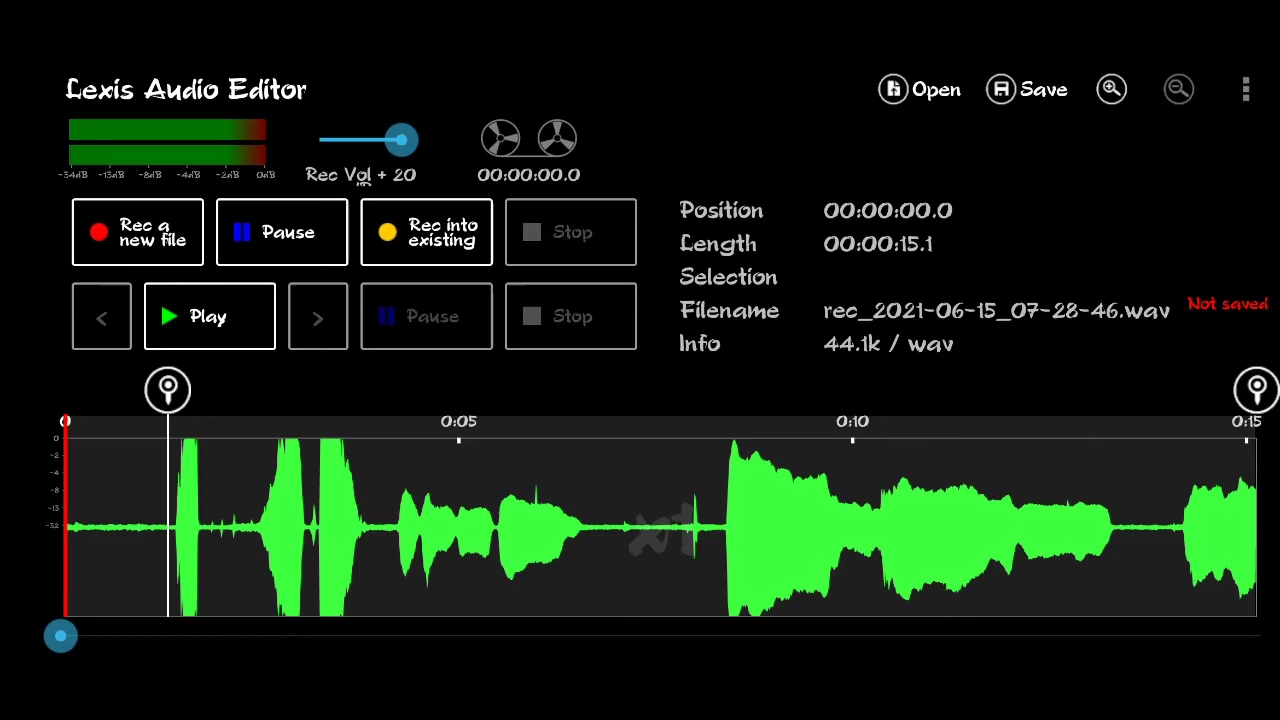 Lexis Audio Editor
Open Save
-54dB -15dB -8dB -4dB -2dB 0dB
Rec Vol + 20
00:00:00.0
Rec a new file
Pause
Rec into existing
Stop
<
Play
>
Pause
Stop
Position 00:00:00.0
Length 00:00:15.1
Selection
Filename rec_2021-06-15_07-28-46.wav Not saved
Info 44.1k / wav
0 0:05 0:10 0:15
0
-2
-4
-8
-15
-32